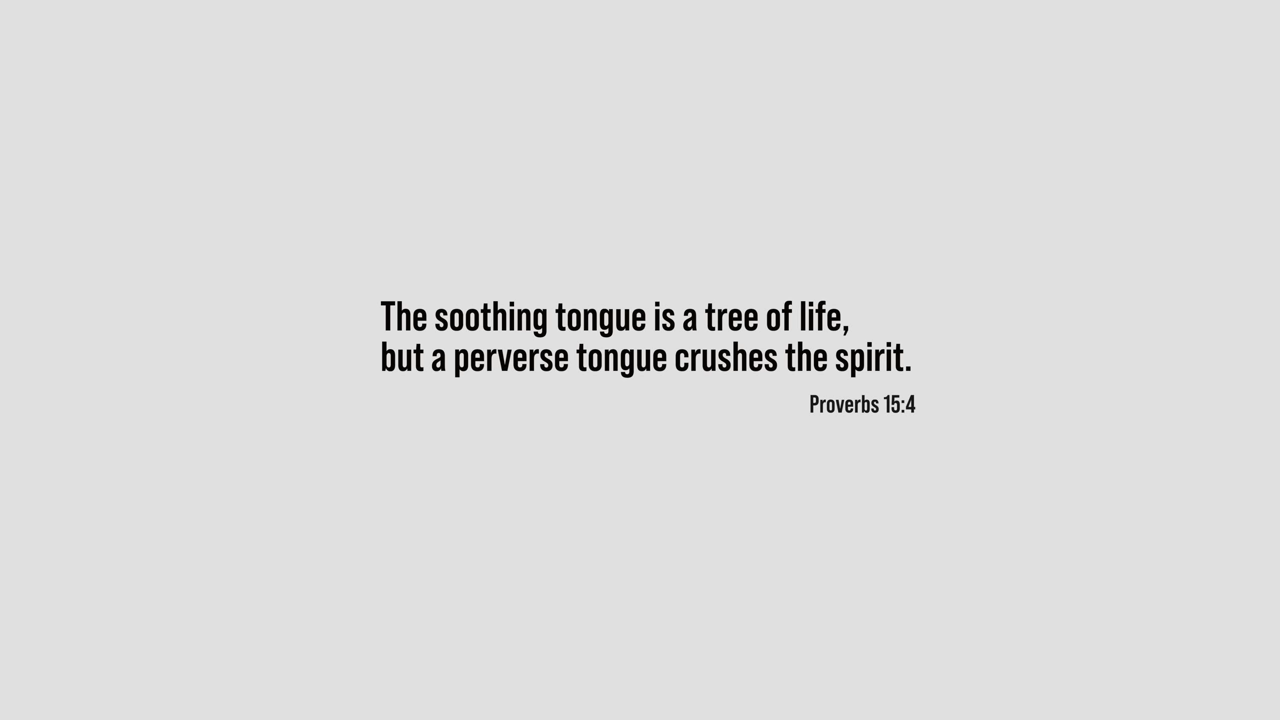 The soothing tongue is a tree of life,
but a perverse tongue crushes the spirit.
Proverbs 15:4